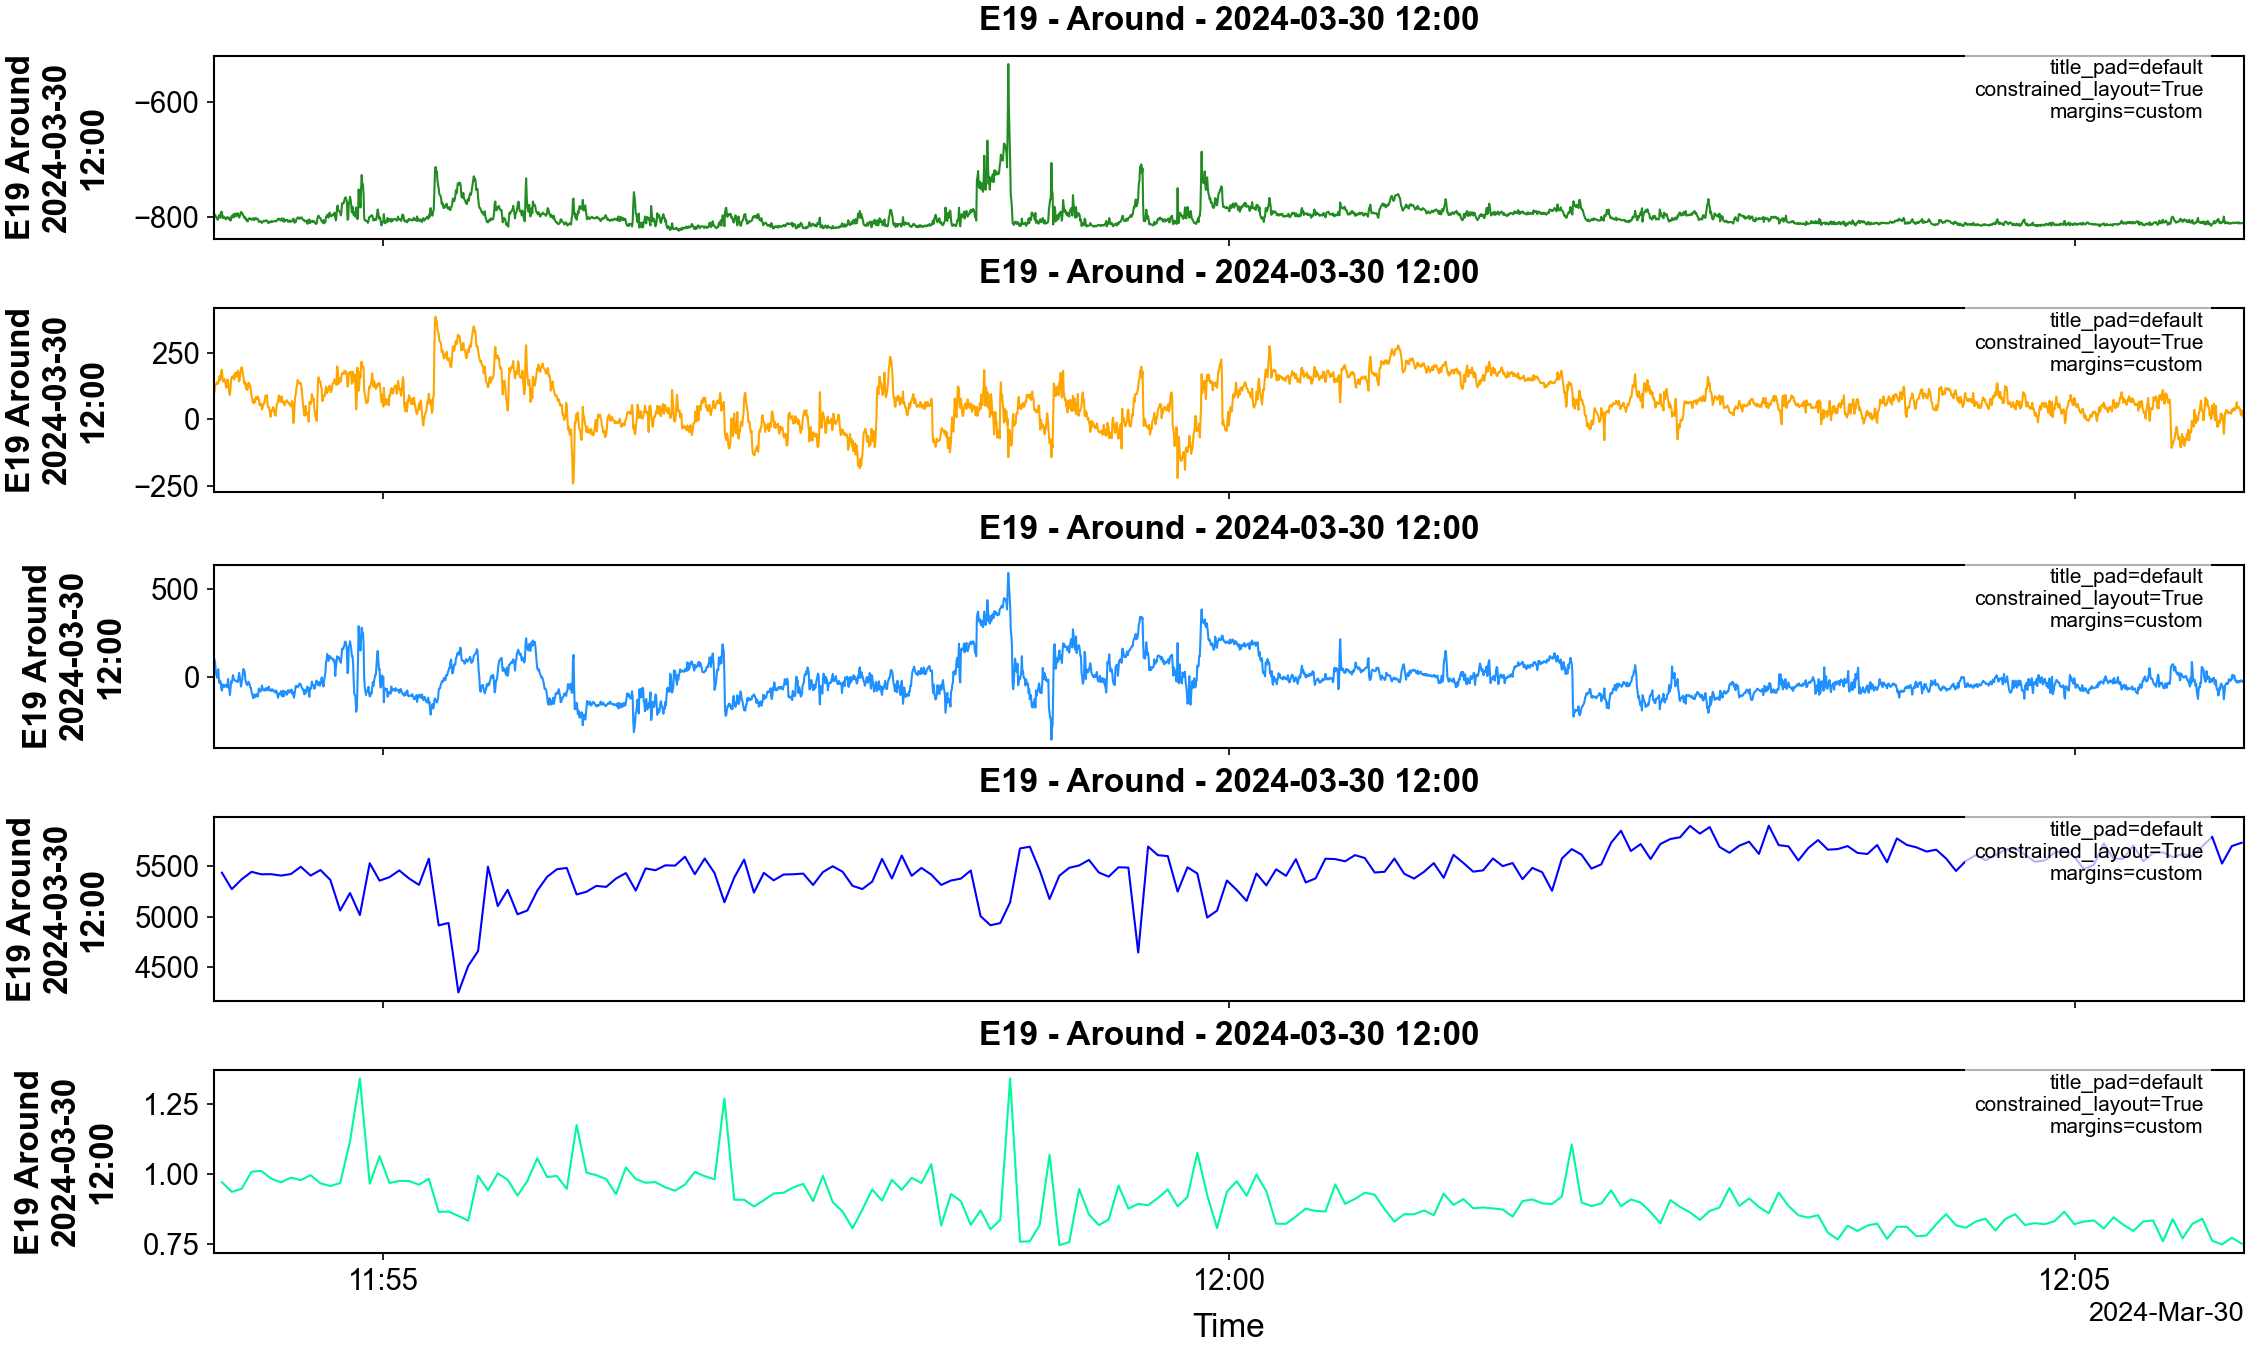 E19 - Around - 2024-03-30 12:00
E19 Around
2024-03-30
12:00
−600
−800
title_pad=default
constrained_layout=True
margins=custom
E19 - Around - 2024-03-30 12:00
E19 Around
2024-03-30
12:00
250
0
−250
title_pad=default
constrained_layout=True
margins=custom
E19 - Around - 2024-03-30 12:00
E19 Around
2024-03-30
12:00
500
0
title_pad=default
constrained_layout=True
margins=custom
E19 - Around - 2024-03-30 12:00
E19 Around
2024-03-30
12:00
5500
5000
4500
title_pad=default
constrained_layout=True
margins=custom
E19 - Around - 2024-03-30 12:00
E19 Around
2024-03-30
12:00
1.25
1.00
0.75
title_pad=default
constrained_layout=True
margins=custom
11:55
12:00
12:05
2024-Mar-30
Time